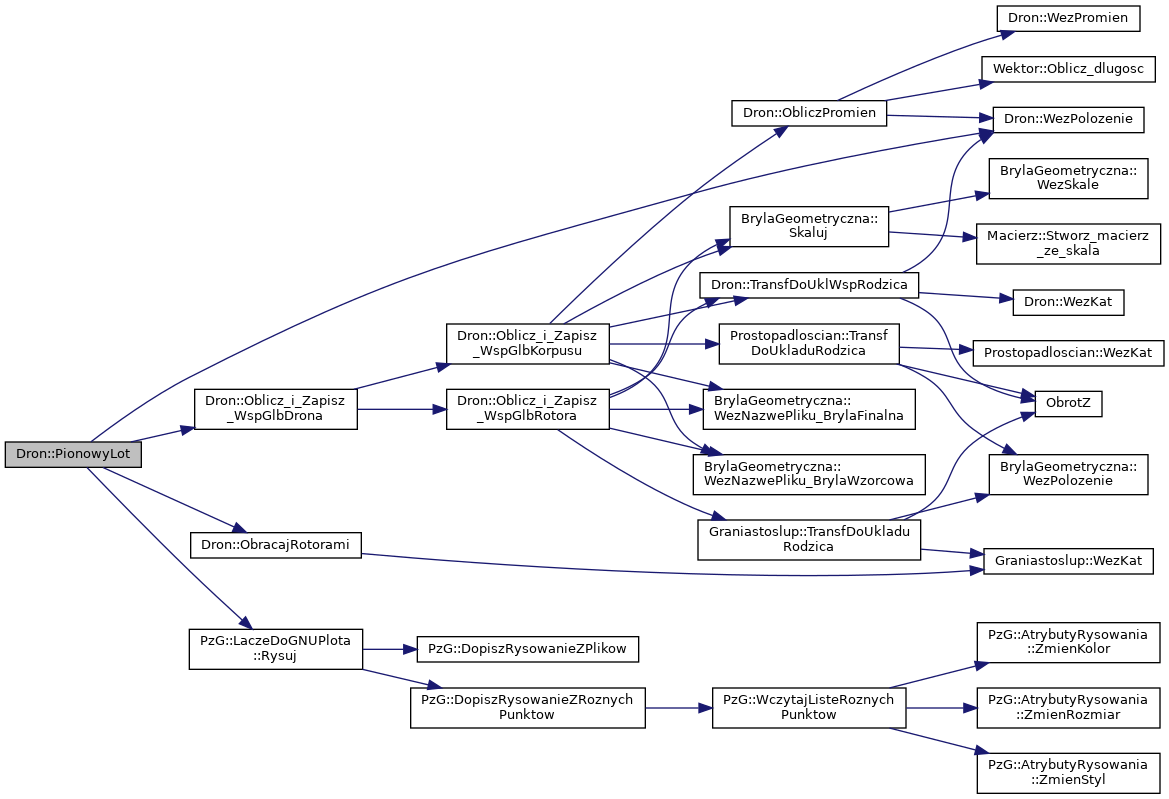 Dron::PionowyLot
Dron::Oblicz_i_Zapisz
_WspGlbDrona
Dron::ObracajRotorami
PzG::LaczeDoGNUPlota
::Rysuj
Dron::Oblicz_i_Zapisz
_WspGlbKorpusu
Dron::Oblicz_i_Zapisz
_WspGlbRotora
PzG::DopiszRysowanieZPlikow
PzG::DopiszRysowanieZRoznych
Punktow
Dron::ObliczPromien
BrylaGeometryczna::
Skaluj
Dron::TransfDoUklWspRodzica
Prostopadloscian::Transf
DoUkladuRodzica
BrylaGeometryczna::
WezNazwePliku_BrylaFinalna
BrylaGeometryczna::
WezNazwePliku_BrylaWzorcowa
Graniastoslup::TransfDoUkladu
Rodzica
PzG::WczytajListeRoznych
Punktow
Dron::WezPromien
Wektor::Oblicz_dlugosc
Dron::WezPolozenie
BrylaGeometryczna::
WezSkale
Macierz::Stworz_macierz
_ze_skala
Dron::WezKat
Prostopadloscian::WezKat
ObrotZ
BrylaGeometryczna::
WezPolozenie
Graniastoslup::WezKat
PzG::AtrybutyRysowania
::ZmienKolor
PzG::AtrybutyRysowania
::ZmienRozmiar
PzG::AtrybutyRysowania
::ZmienStyl